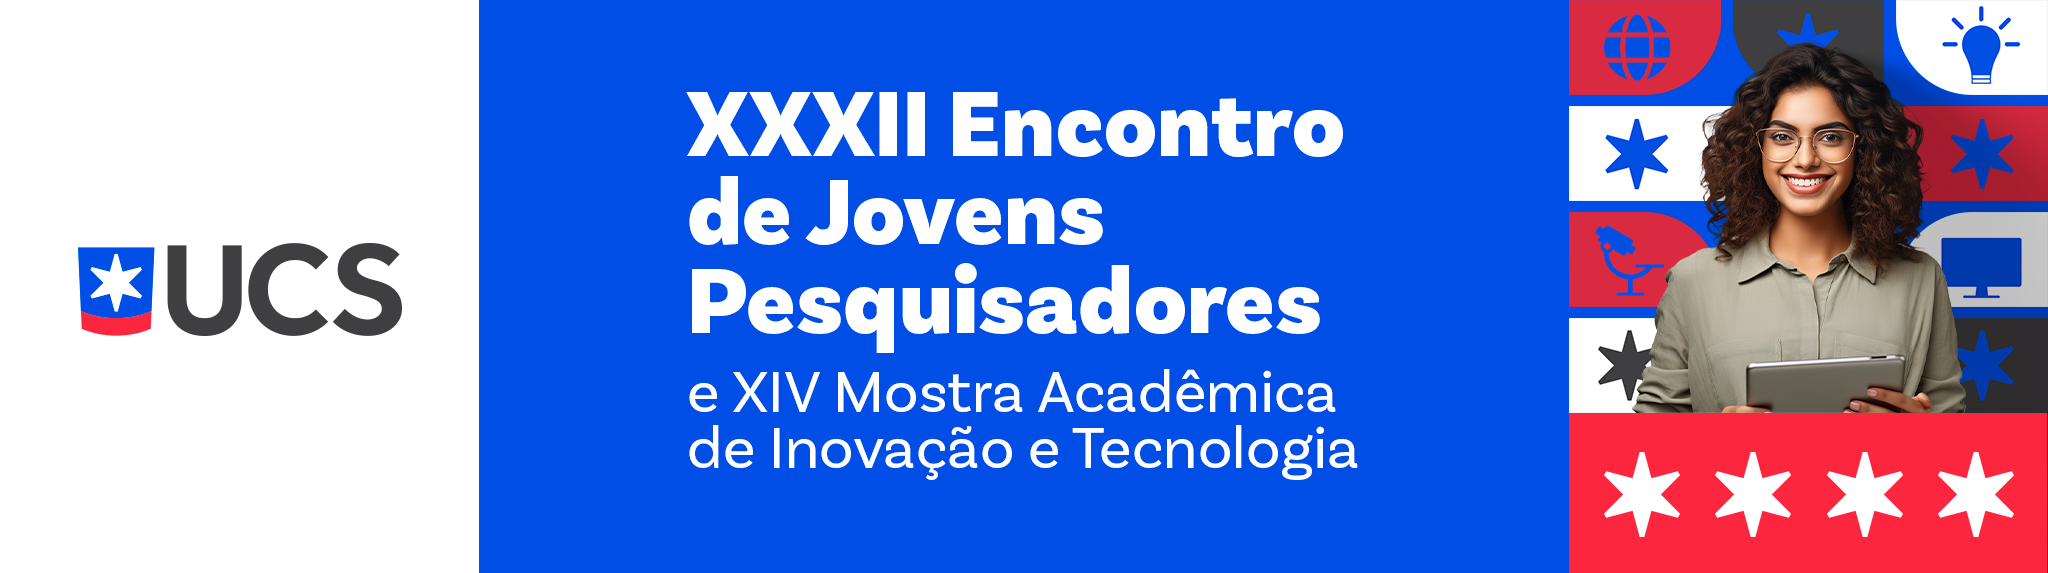 UCS
XXXII Encontro
de Jovens
Pesquisadores
e XIV Mostra Acadêmica
de Inovação e Tecnologia